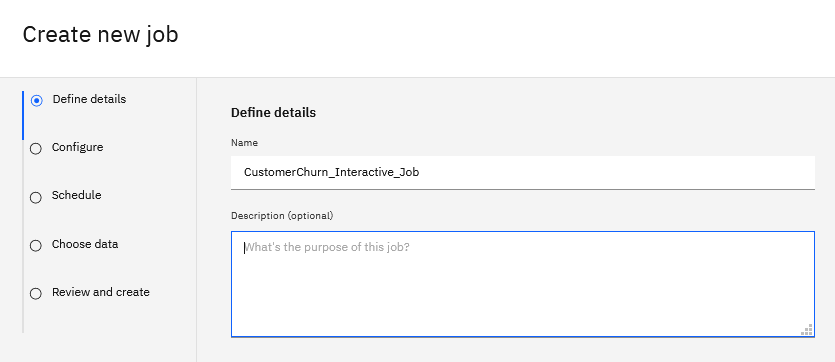 Create new job
Define details
Configure
Schedule
Choose data
Review and create
Define details
Name
CustomerChurn_Interactive_Job
Description (optional)
What's the purpose of this job?